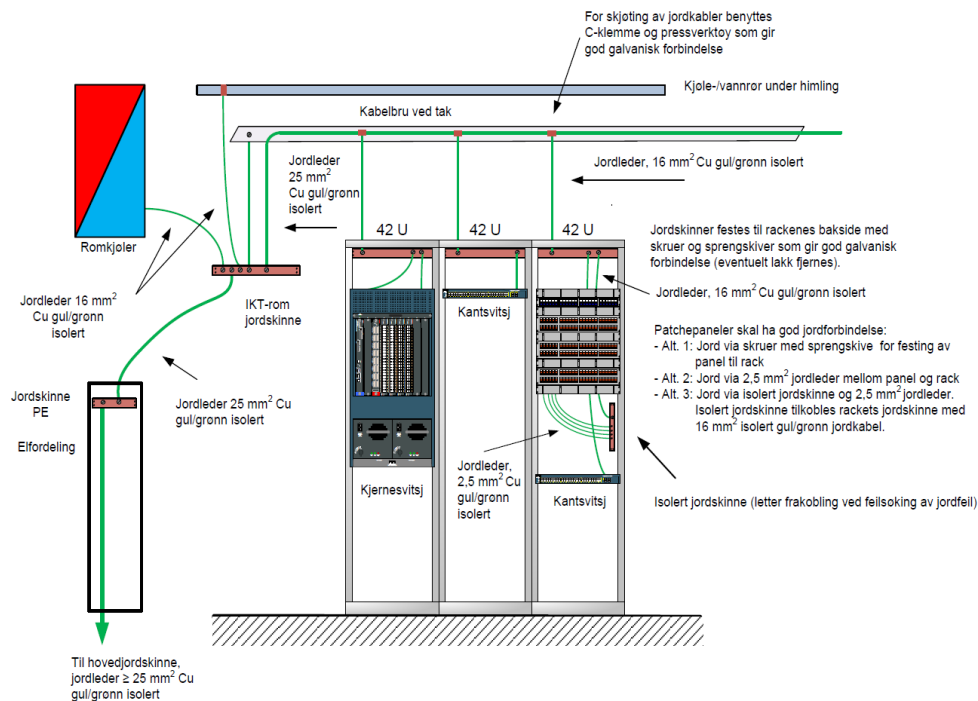 For skjøting av jordkabler benyttes
C-klemme og pressverktøy som gir
god galvanisk forbindelse
Kjøle-/vannrør under himling
Kabelbru ved tak
Jordleder
25 mm²
Cu gul/grønn
isolert
Jordleder, 16 mm² Cu gul/grønn isolert
42 U
42 U
42 U
Jordskinner festes til rackenes bakside med
skruer og sprengskiver som gir god galvanisk
forbindelse (eventuelt lakk fjernes).
Romkjøler
Jordleder, 16 mm² Cu gul/grønn isolert
Jordleder 16 mm²
Cu gul/grønn
isolert
IKT-rom
jordskinne
Kantsvitsj
Patchepaneler skal ha god jordforbindelse:
- Alt. 1: Jord via skruer med sprengskive for festing av
panel til rack
- Alt. 2: Jord via 2,5 mm² jordleder mellom panel og rack
- Alt. 3: Jord via isolert jordskinne og 2,5 mm² jordleder.
Isolert jordskinne tilkobles rackets jordskinne med
16 mm² isolert gul/grønn jordkabel.
Jordskinne
PE
Elfordeling
Jordleder 25 mm² Cu
gul/grønn isolert
Jordleder,
2,5 mm² Cu
gul/grønn
isolert
Kjernesvitsj
Kantsvitsj
Isolert jordskinne (letter frakobling ved feilsøking av jordfeil)
Til hovedjordskinne,
jordleder ≥ 25 mm² Cu
gul/grønn isolert